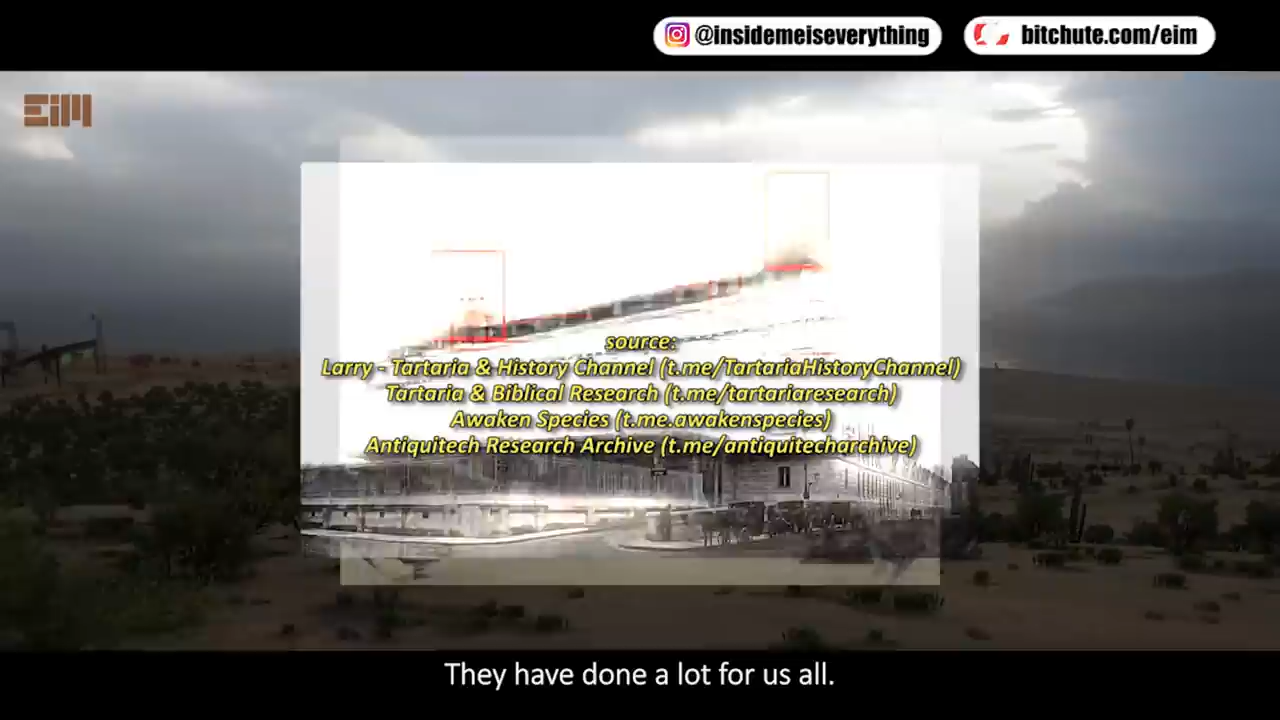 @insidemeiseverything
bitchute.com/eim
EiM
source:
Larry - Tartaria & History Channel (t.me/TartariaHistoryChannel)
Tartaria & Biblical Research (t.me/tartariaresearch)
Awaken Species (t.me.awakenspecies)
Antiquitech Research Archive (t.me/antiquitecharchive)
They have done a lot for us all.